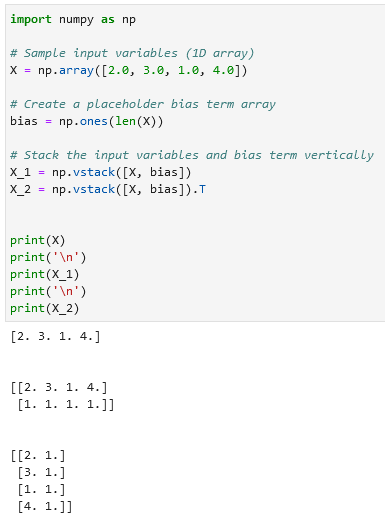 import numpy as np
# Sample input variables (1D array)
X = np.array([2.0, 3.0, 1.0, 4.0])
# Create a placeholder bias term array
bias = np.ones(len(X))
# Stack the input variables and bias term vertically
X_1 = np.vstack([X, bias])
X_2 = np.vstack([X, bias]).T
print(X)
print('\n')
print(X_1)
print('\n')
print(X_2)
[2. 3. 1. 4.]
[[2. 3. 1. 4.]
 [1. 1. 1. 1.]]
[[2. 1.]
 [3. 1.]
 [1. 1.]
 [4. 1.]]